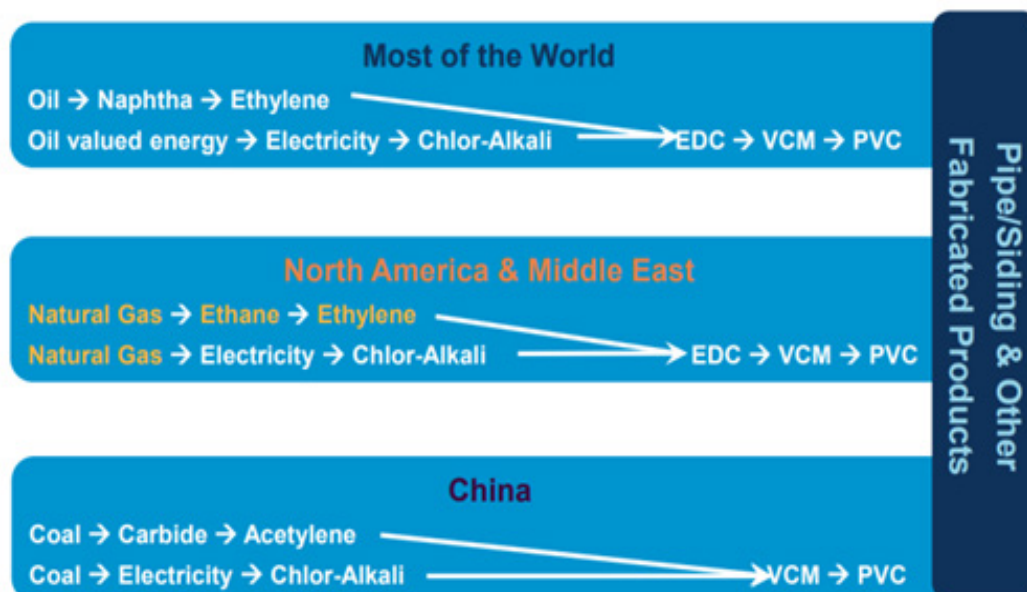 Most of the World
Oil → Naphtha → Ethylene
Oil valued energy → Electricity → Chlor-Alkali EDC → VCM → PVC
North America & Middle East
Natural Gas → Ethane → Ethylene
Natural Gas → Electricity → Chlor-Alkali EDC → VCM → PVC
China
Coal → Carbide → Acetylene
Coal → Electricity → Chlor-Alkali VCM → PVC
Pipe/Siding & Other
Fabricated Products